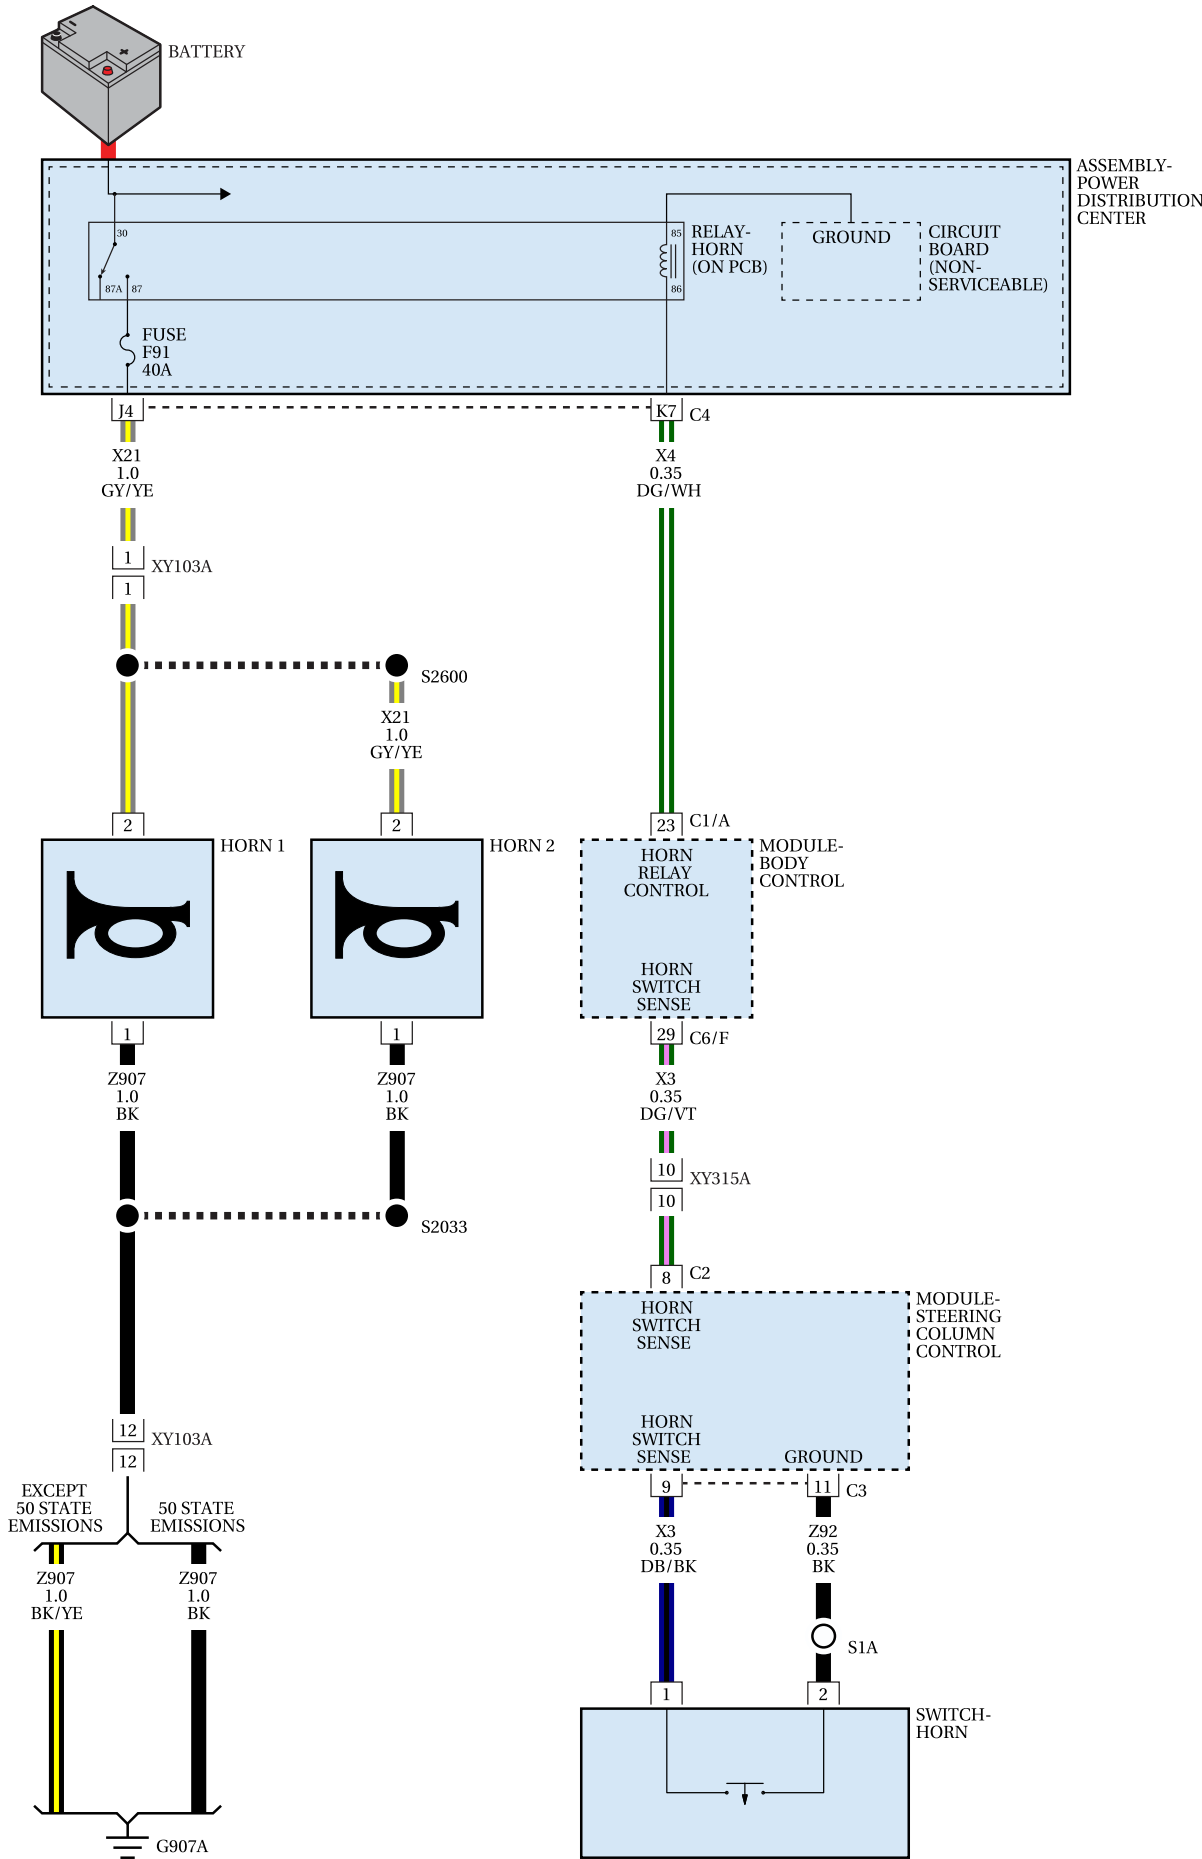 BATTERY
ASSEMBLY-
POWER
DISTRIBUTION
CENTER
30
87A
87
85
86
RELAY-
HORN
(ON PCB)
GROUND
CIRCUIT
BOARD
(NON-
SERVICEABLE)
FUSE
F91
40A
J4
K7
C4
X21
1.0
GY/YE
X4
0.35
DG/WH
1
XY103A
1
S2600
X21
1.0
GY/YE
2
HORN 1
2
HORN 2
23
C1/A
HORN
RELAY
CONTROL
MODULE-
BODY
CONTROL
HORN
SWITCH
SENSE
1
1
29
C6/F
Z907
1.0
BK
Z907
1.0
BK
X3
0.35
DG/VT
10
XY315A
10
S2033
8
C2
HORN
SWITCH
SENSE
MODULE-
STEERING
COLUMN
CONTROL
HORN
SWITCH
SENSE
GROUND
12
XY103A
12
9
11
C3
EXCEPT
50 STATE
EMISSIONS
50 STATE
EMISSIONS
X3
0.35
DB/BK
Z92
0.35
BK
Z907
1.0
BK/YE
Z907
1.0
BK
S1A
1
2
SWITCH-
HORN
G907A